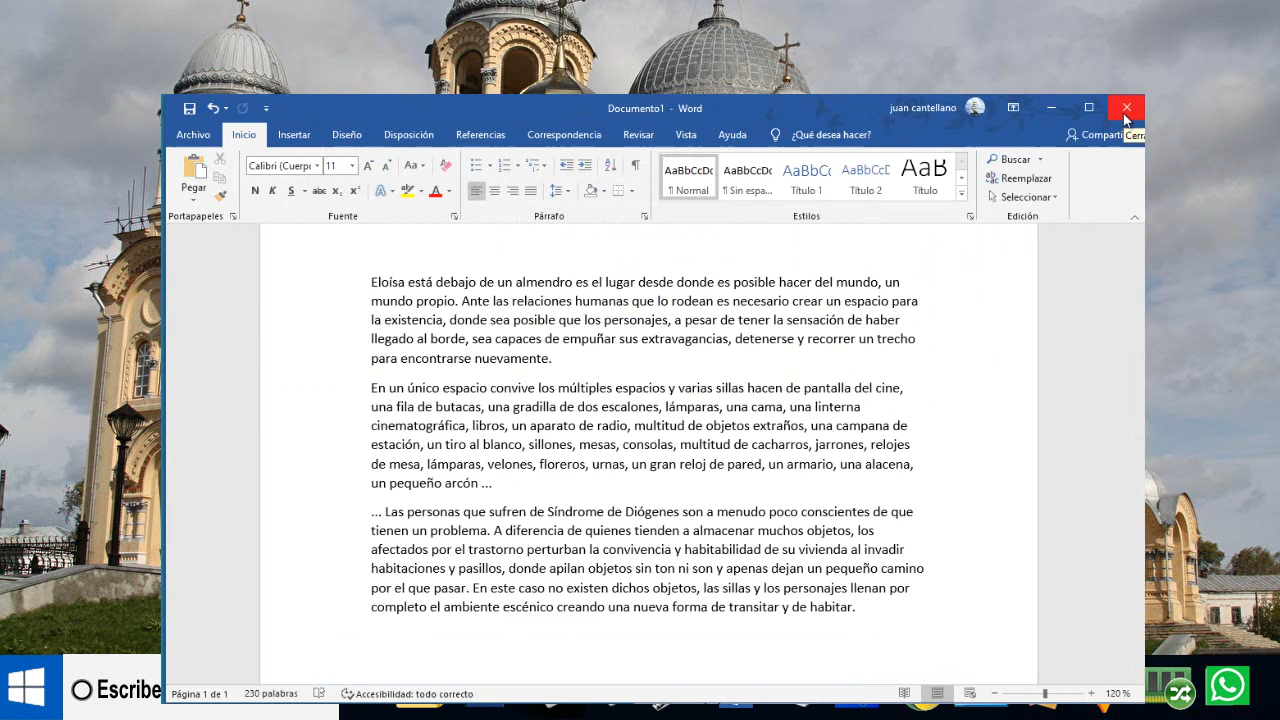 Documento1 - Word
juan cantellano
Archivo Inicio Insertar Diseño Disposición Referencias Correspondencia Revisar Vista Ayuda ¿Qué desea hacer? Comparti
Cerra
Pegar
Calibri (Cuerp 11
Aa
N K S abc x₂ x² A A
AaBbCcDc AaBbCcDc AaBbC AaBbCcD AaB
¶ Normal ¶ Sin espa... Título 1 Título 2 Título
Buscar
Reemplazar
Seleccionar
Portapapeles Fuente Párrafo Estilos Edición
Eloísa está debajo de un almendro es el lugar desde donde es posible hacer del mundo, un
mundo propio. Ante las relaciones humanas que lo rodean es necesario crear un espacio para
la existencia, donde sea posible que los personajes, a pesar de tener la sensación de haber
llegado al borde, sea capaces de empuñar sus extravagancias, detenerse y recorrer un trecho
para encontrarse nuevamente.
En un único espacio convive los múltiples espacios y varias sillas hacen de pantalla del cine,
una fila de butacas, una gradilla de dos escalones, lámparas, una cama, una linterna
cinematográfica, libros, un aparato de radio, multitud de objetos extraños, una campana de
estación, un tiro al blanco, sillones, mesas, consolas, multitud de cacharros, jarrones, relojes
de mesa, lámparas, velones, floreros, urnas, un gran reloj de pared, un armario, una alacena,
un pequeño arcón ...
... Las personas que sufren de Síndrome de Diógenes son a menudo poco conscientes de que
tienen un problema. A diferencia de quienes tienden a almacenar muchos objetos, los
afectados por el trastorno perturban la convivencia y habitabilidad de su vivienda al invadir
habitaciones y pasillos, donde apilan objetos sin ton ni son y apenas dejan un pequeño camino
por el que pasar. En este caso no existen dichos objetos, las sillas y los personajes llenan por
completo el ambiente escénico creando una nueva forma de transitar y de habitar.
Página 1 de 1 230 palabras Accesibilidad: todo correcto 120 %
Escribe